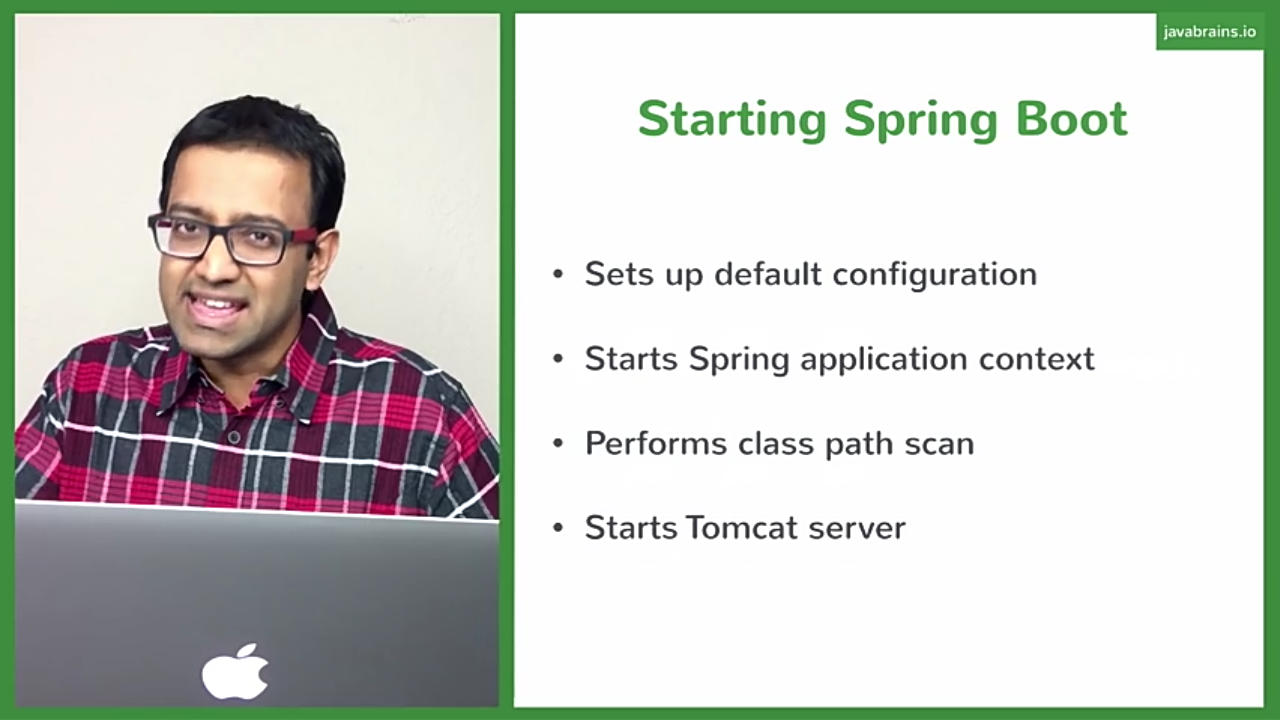 javabrains.io
Starting Spring Boot
• Sets up default configuration
• Starts Spring application context
• Performs class path scan
• Starts Tomcat server